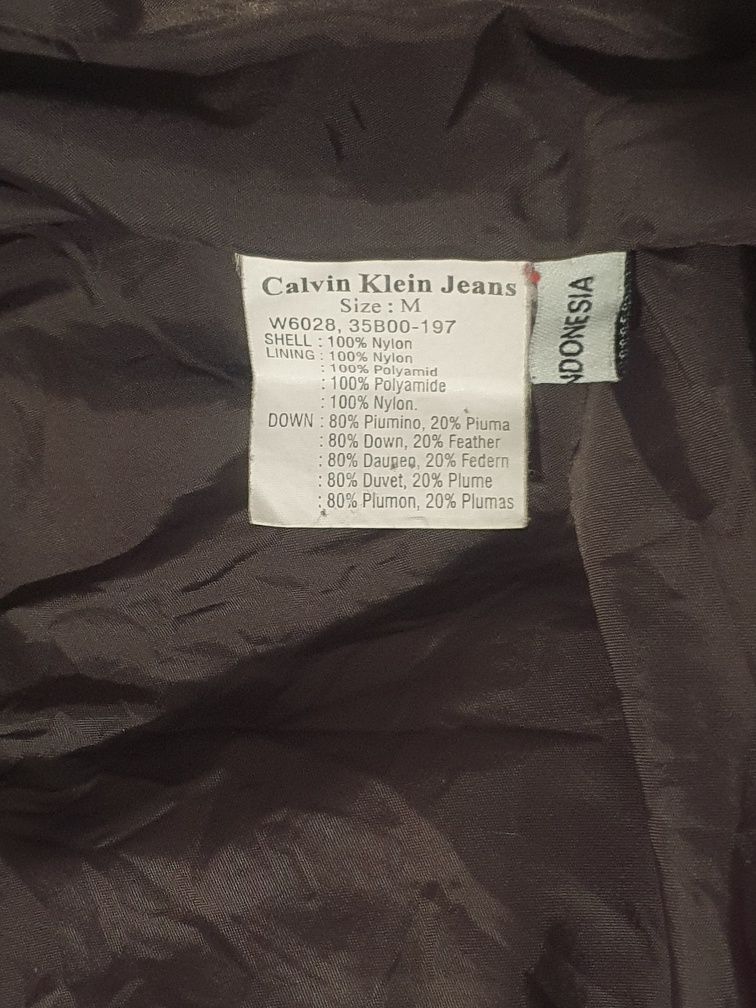 Calvin Klein Jeans
Size : M
W6028, 35B00-197
SHELL : 100% Nylon
LINING : 100% Nylon
: 100% Polyamid
: 100% Polyamide
: 100% Nylon.
DOWN : 80% Piumino, 20% Piuma
: 80% Down, 20% Feather
: 80% Daunen, 20% Federn
: 80% Duvet, 20% Plume
: 80% Plumon, 20% Plumas
NDONESIA